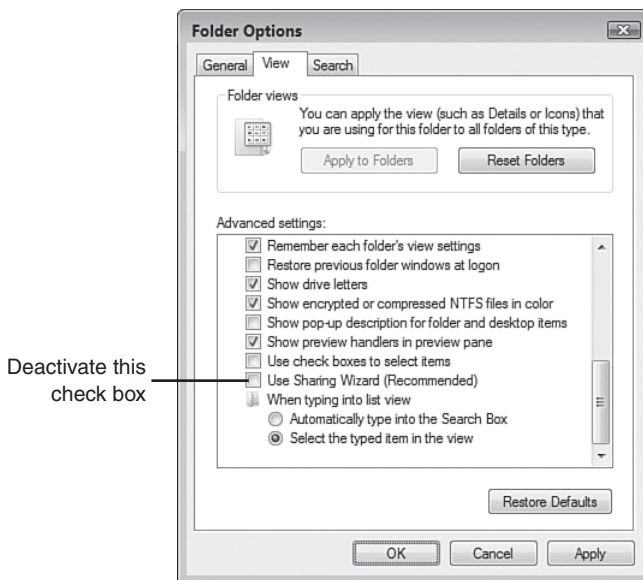 Folder Options
General View Search
Folder views
You can apply the view (such as Details or Icons) that
you are using for this folder to all folders of this type.
Apply to Folders Reset Folders
Advanced settings:
Remember each folder's view settings
Restore previous folder windows at logon
Show drive letters
Show encrypted or compressed NTFS files in color
Show pop-up description for folder and desktop items
Show preview handlers in preview pane
Use check boxes to select items
Use Sharing Wizard (Recommended)
When typing into list view
Automatically type into the Search Box
Select the typed item in the view
Restore Defaults
OK Cancel Apply
Deactivate this
check box